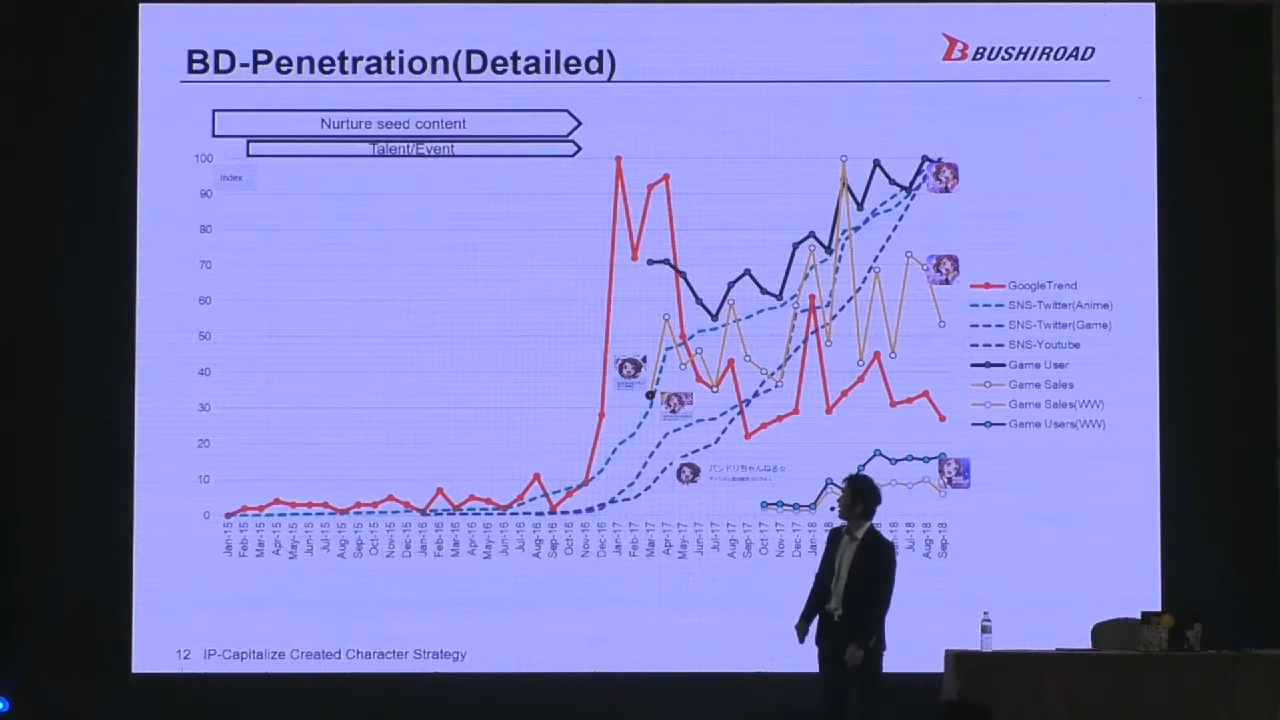 BD-Penetration(Detailed)
BUSHIROAD
Nurture seed content
Talent/Event
Index
100
90
80
70
60
50
40
30
20
10
0
GoogleTrend
SNS-Twitter(Anime)
SNS-Twitter(Game)
SNS-Youtube
Game User
Game Sales
Game Sales(WW)
Game Users(WW)
バンドリちゃんねる☆
Jan-15 Feb-15 Mar-15 Apr-15 May-15 Jun-15 Jul-15 Aug-15 Sep-15 Oct-15 Nov-15 Dec-15 Jan-16 Feb-16 Mar-16 Apr-16 May-16 Jun-16 Jul-16 Aug-16 Sep-16 Oct-16 Nov-16 Dec-16 Jan-17 Feb-17 Mar-17 Apr-17 May-17 Jun-17 Jul-17 Aug-17 Sep-17 Oct-17 Nov-17 Dec-17 Jan-18 Jul-18 Aug-18 Sep-18
12 IP-Capitalize Created Character Strategy